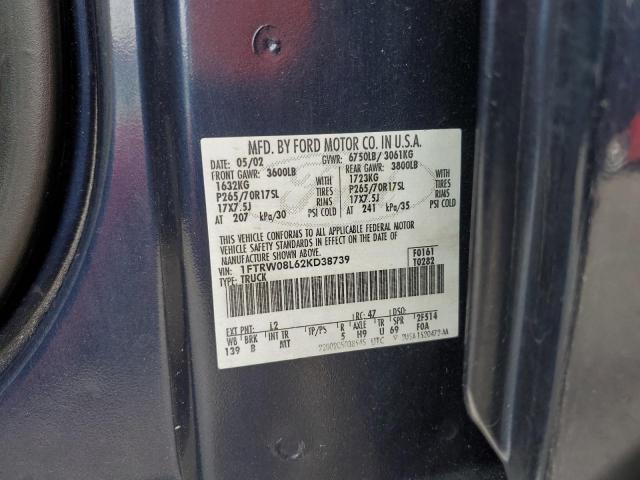 MFD. BY FORD MOTOR CO. IN U.S.A.
DATE: 05/02 GVWR: 6750LB/ 3061KG
FRONT GAWR: 3600LB REAR GAWR: 3800LB
1632KG WITH 1723KG WITH
P265/70R17SL TIRES P265/70R17SL TIRES
17X7.5J RIMS 17X7.5J RIMS
AT 207 kPa/30 PSI COLD AT 241 kPa/35 PSI COLD
THIS VEHICLE CONFORMS TO ALL APPLICABLE FEDERAL MOTOR
VEHICLE SAFETY STANDARDS IN EFFECT ON THE DATE OF MANUFACTURE
SHOWN ABOVE.
VIN: 1FTRW08L62KD38739 F0161
TYPE: TRUCK T0282
EXT PNT: L2 RC: 47 DSO:
WB BRK INT TR TP/PS R AXLE TR SPR 2F514
139 B MT 5 H9 U 69 F0A
UTC